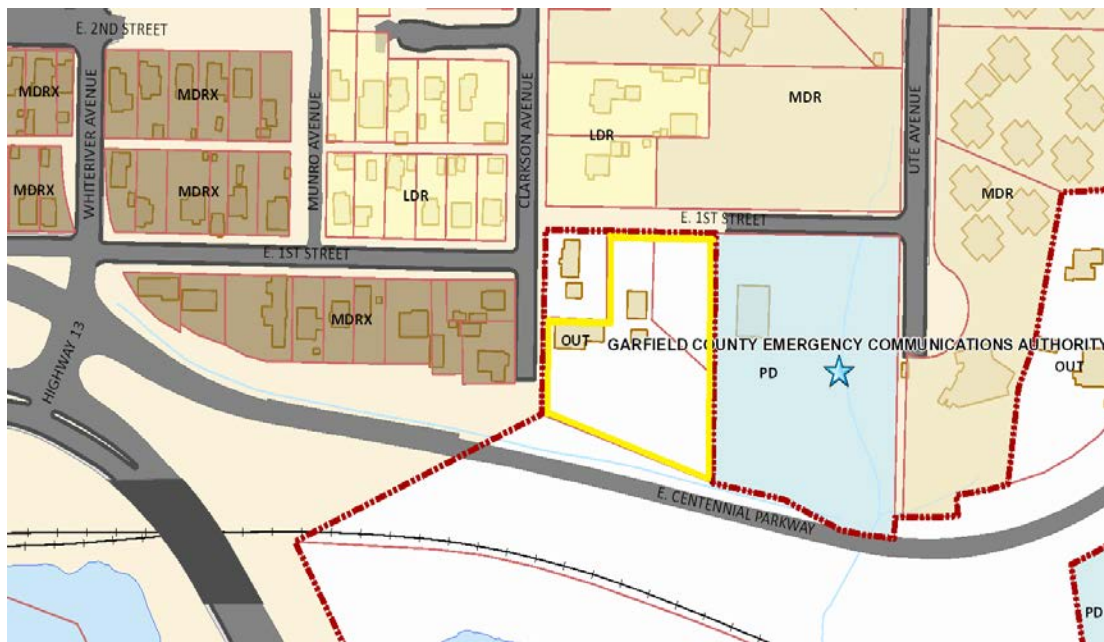 E. 2ND STREET
MDRX
MDRX
MDR
WHITERIVER AVENUE
MUNRO AVENUE
CLARKSON AVENUE
UTE AVENUE
LDR
MDRX
MDRX
LDR
MDR
E. 1ST STREET
E. 1ST STREET
MDRX
OUT
GARFIELD COUNTY EMERGENCY COMMUNICATIONS AUTHORITY
OUT
PD
HIGHWAY 13
E. CENTENNIAL PARKWAY
PD